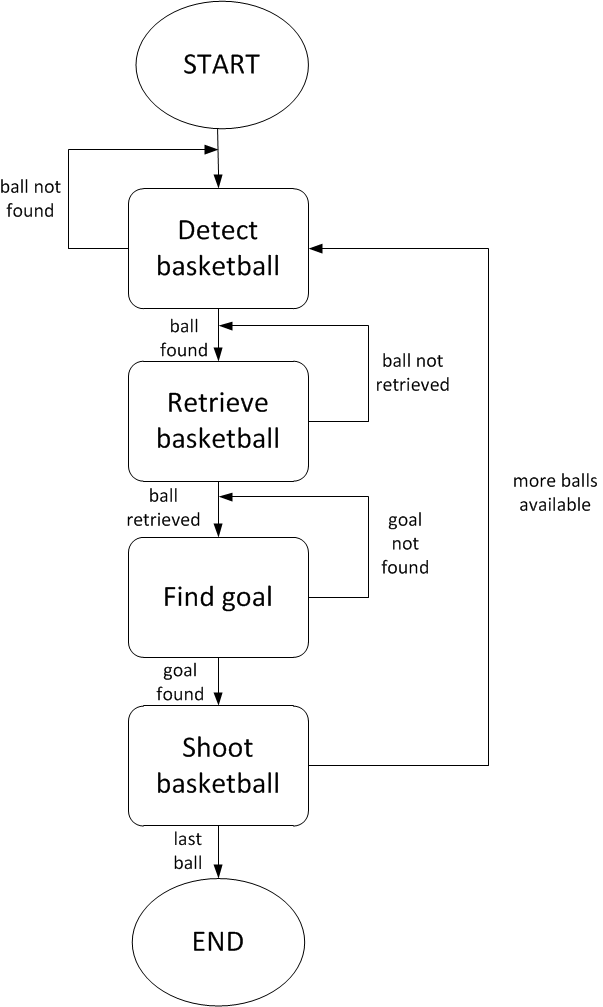 START
ball not
found
Detect
basketball
ball
found
ball not
retrieved
Retrieve
basketball
more balls
available
ball
retrieved
goal
not
found
Find goal
goal
found
Shoot
basketball
last
ball
END